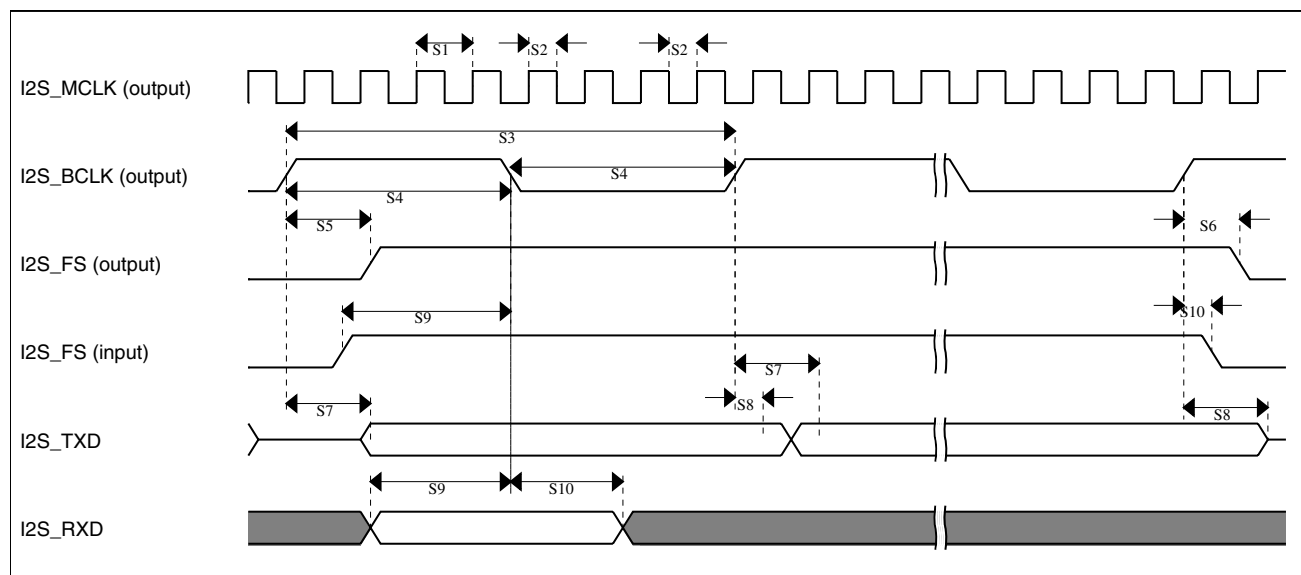 S1 S2 S2
I2S_MCLK (output)
S3
I2S_BCLK (output)
S4
S4
S5 S6
I2S_FS (output)
S9 S10
I2S_FS (input)
S7
S7 S8 S8
I2S_TXD
S9 S10
I2S_RXD